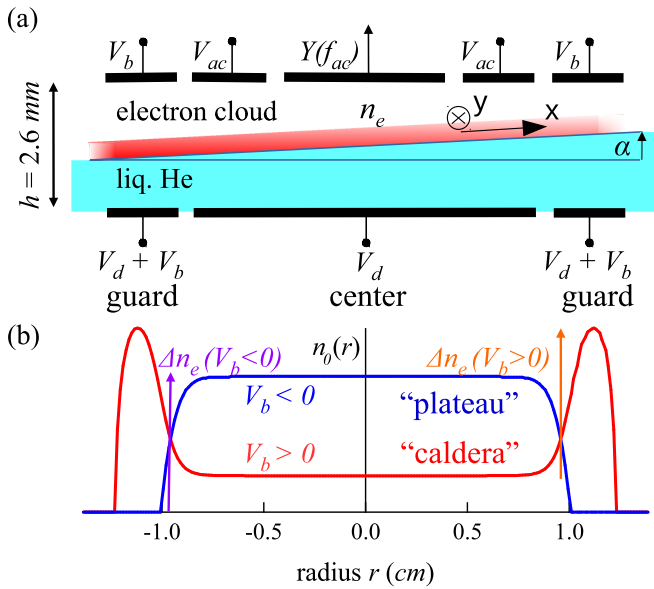 (a)
V_b V_ac Y(f_ac) V_ac V_b
electron cloud n_e y x
h = 2.6 mm
α
liq. He
V_d + V_b V_d V_d + V_b
guard center guard
(b)
Δn_e (V_b<0) n_0(r) Δn_e (V_b>0)
V_b < 0 “plateau”
V_b > 0 “caldera”
-1.0 -0.5 0.0 0.5 1.0
radius r (cm)